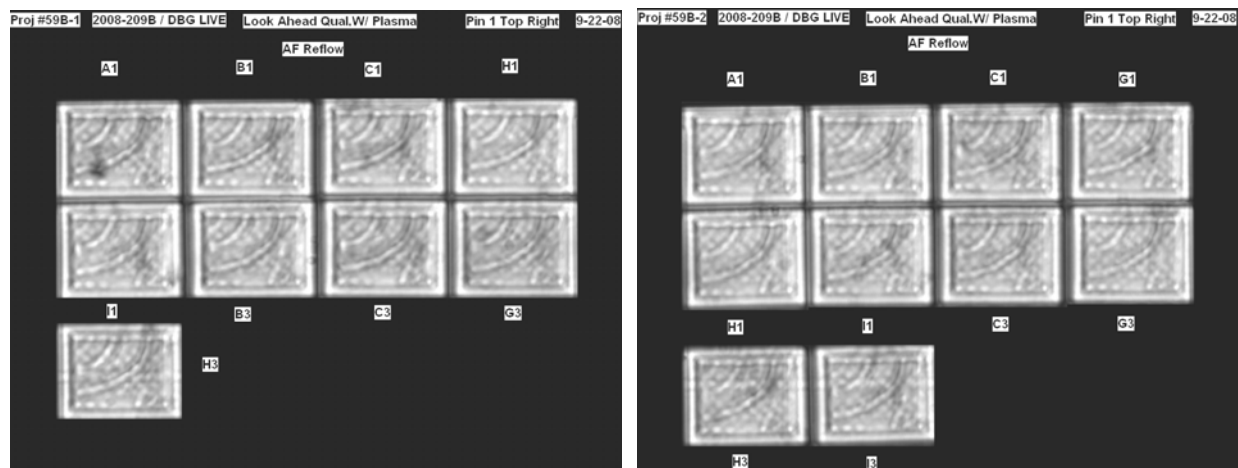 Proj #59B-1 2008-209B / DBG LIVE Look Ahead Qual.W/ Plasma Pin 1 Top Right 9-22-08
AF Reflow
A1 B1 C1 H1
I1 B3 C3 G3
H3
Proj #59B-2 2008-209B / DBG LIVE Look Ahead Qual.W/ Plasma Pin 1 Top Right 9-22-08
AF Reflow
A1 B1 C1 G1
H1 I1 C3 G3
H3 I3